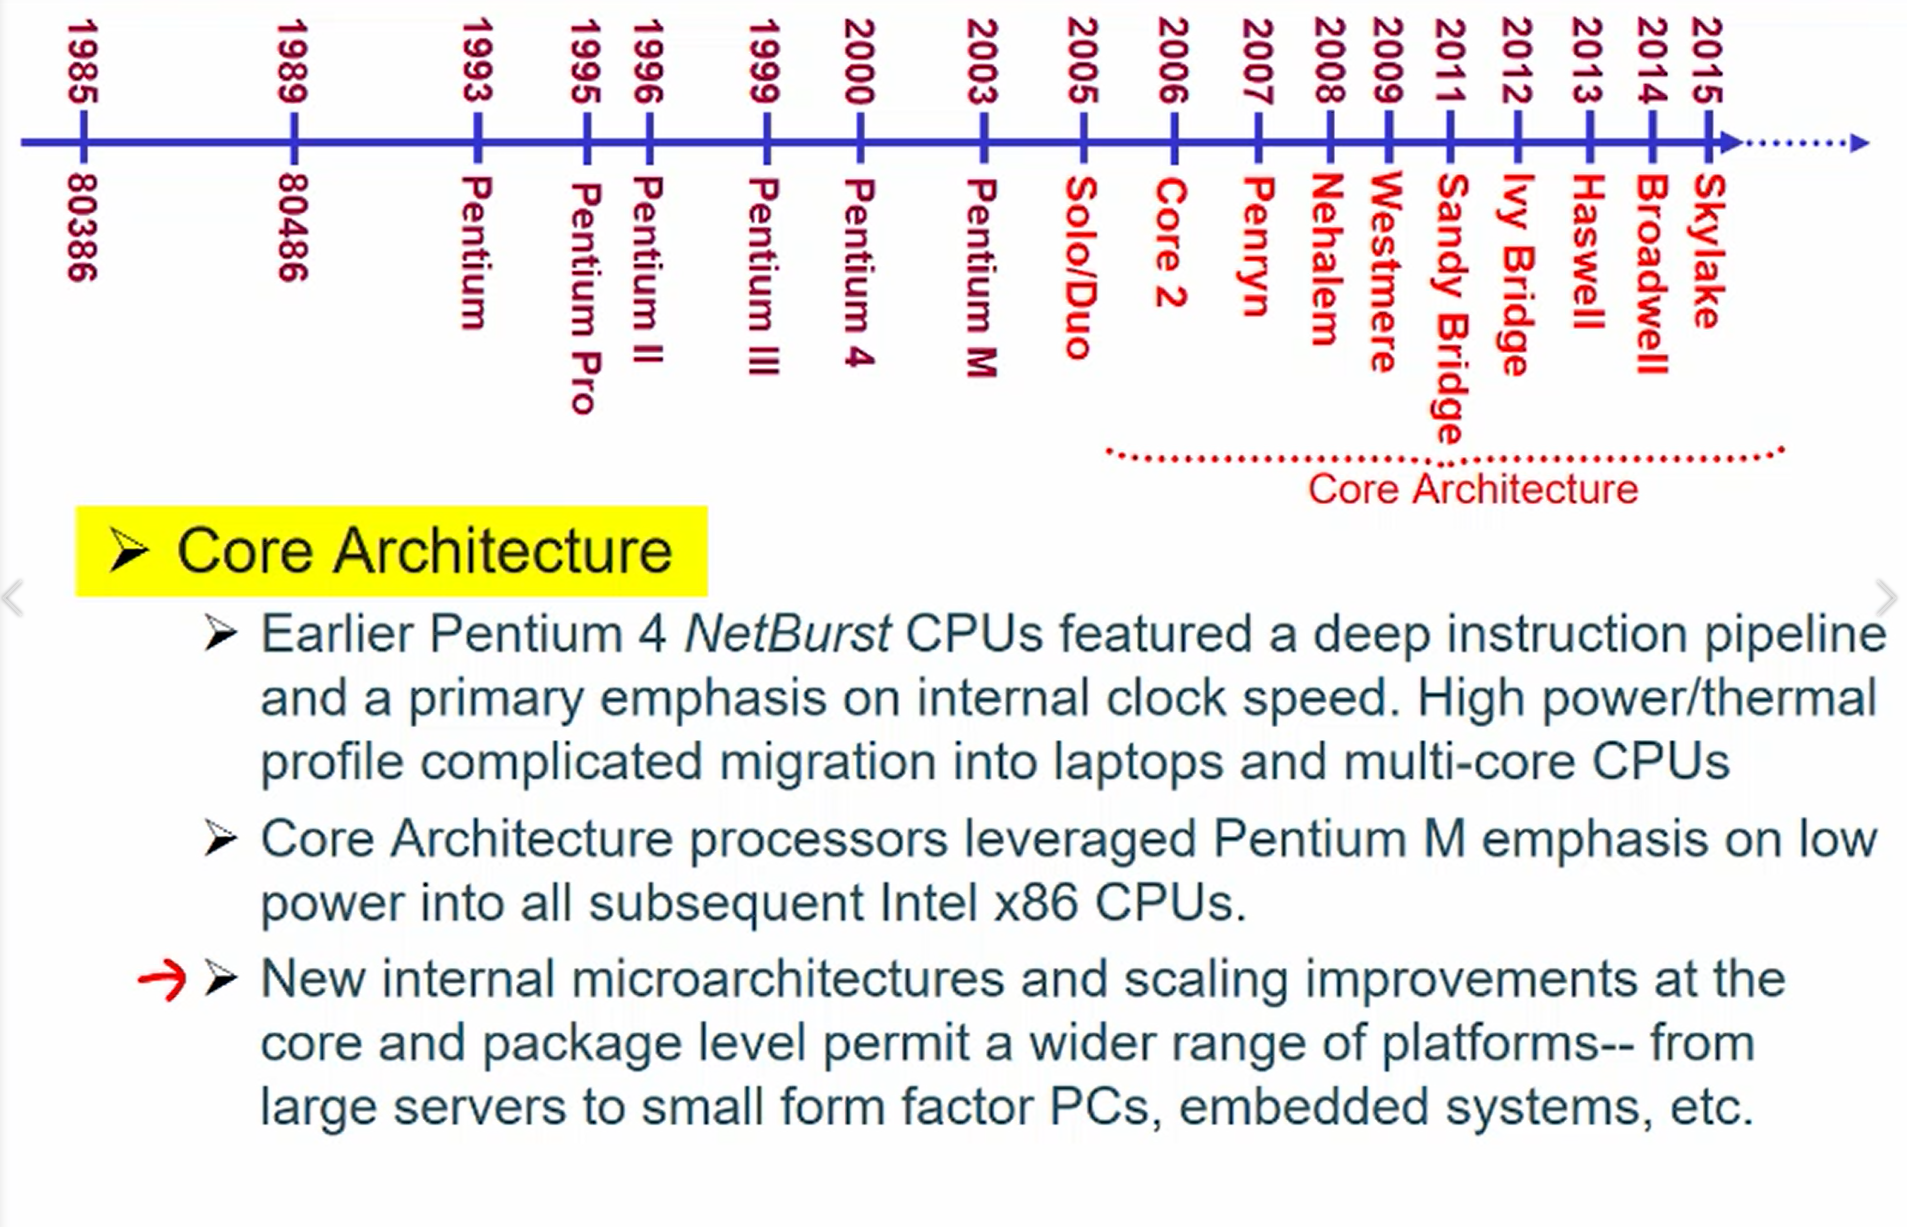 1985
1989
1993
1995
1996
1999
2000
2003
2005
2006
2007
2008
2009
2011
2012
2013
2014
2015
80386
80486
Pentium
Pentium Pro
Pentium II
Pentium III
Pentium 4
Pentium M
Solo/Duo
Core 2
Penryn
Nehalem
Westmere
Sandy Bridge
Ivy Bridge
Haswell
Broadwell
Skylake
Core Architecture
Core Architecture
Earlier Pentium 4 NetBurst CPUs featured a deep instruction pipeline
and a primary emphasis on internal clock speed. High power/thermal
profile complicated migration into laptops and multi-core CPUs
Core Architecture processors leveraged Pentium M emphasis on low
power into all subsequent Intel x86 CPUs.
New internal microarchitectures and scaling improvements at the
core and package level permit a wider range of platforms-- from
large servers to small form factor PCs, embedded systems, etc.